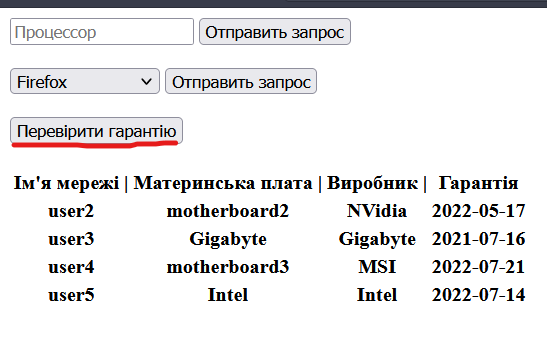 Процессор Отправить запрос
Firefox Отправить запрос
Перевірити гарантію
Ім'я мережі | Материнська плата | Виробник | Гарантія
user2 motherboard2 NVidia 2022-05-17
user3 Gigabyte Gigabyte 2021-07-16
user4 motherboard3 MSI 2022-07-21
user5 Intel Intel 2022-07-14